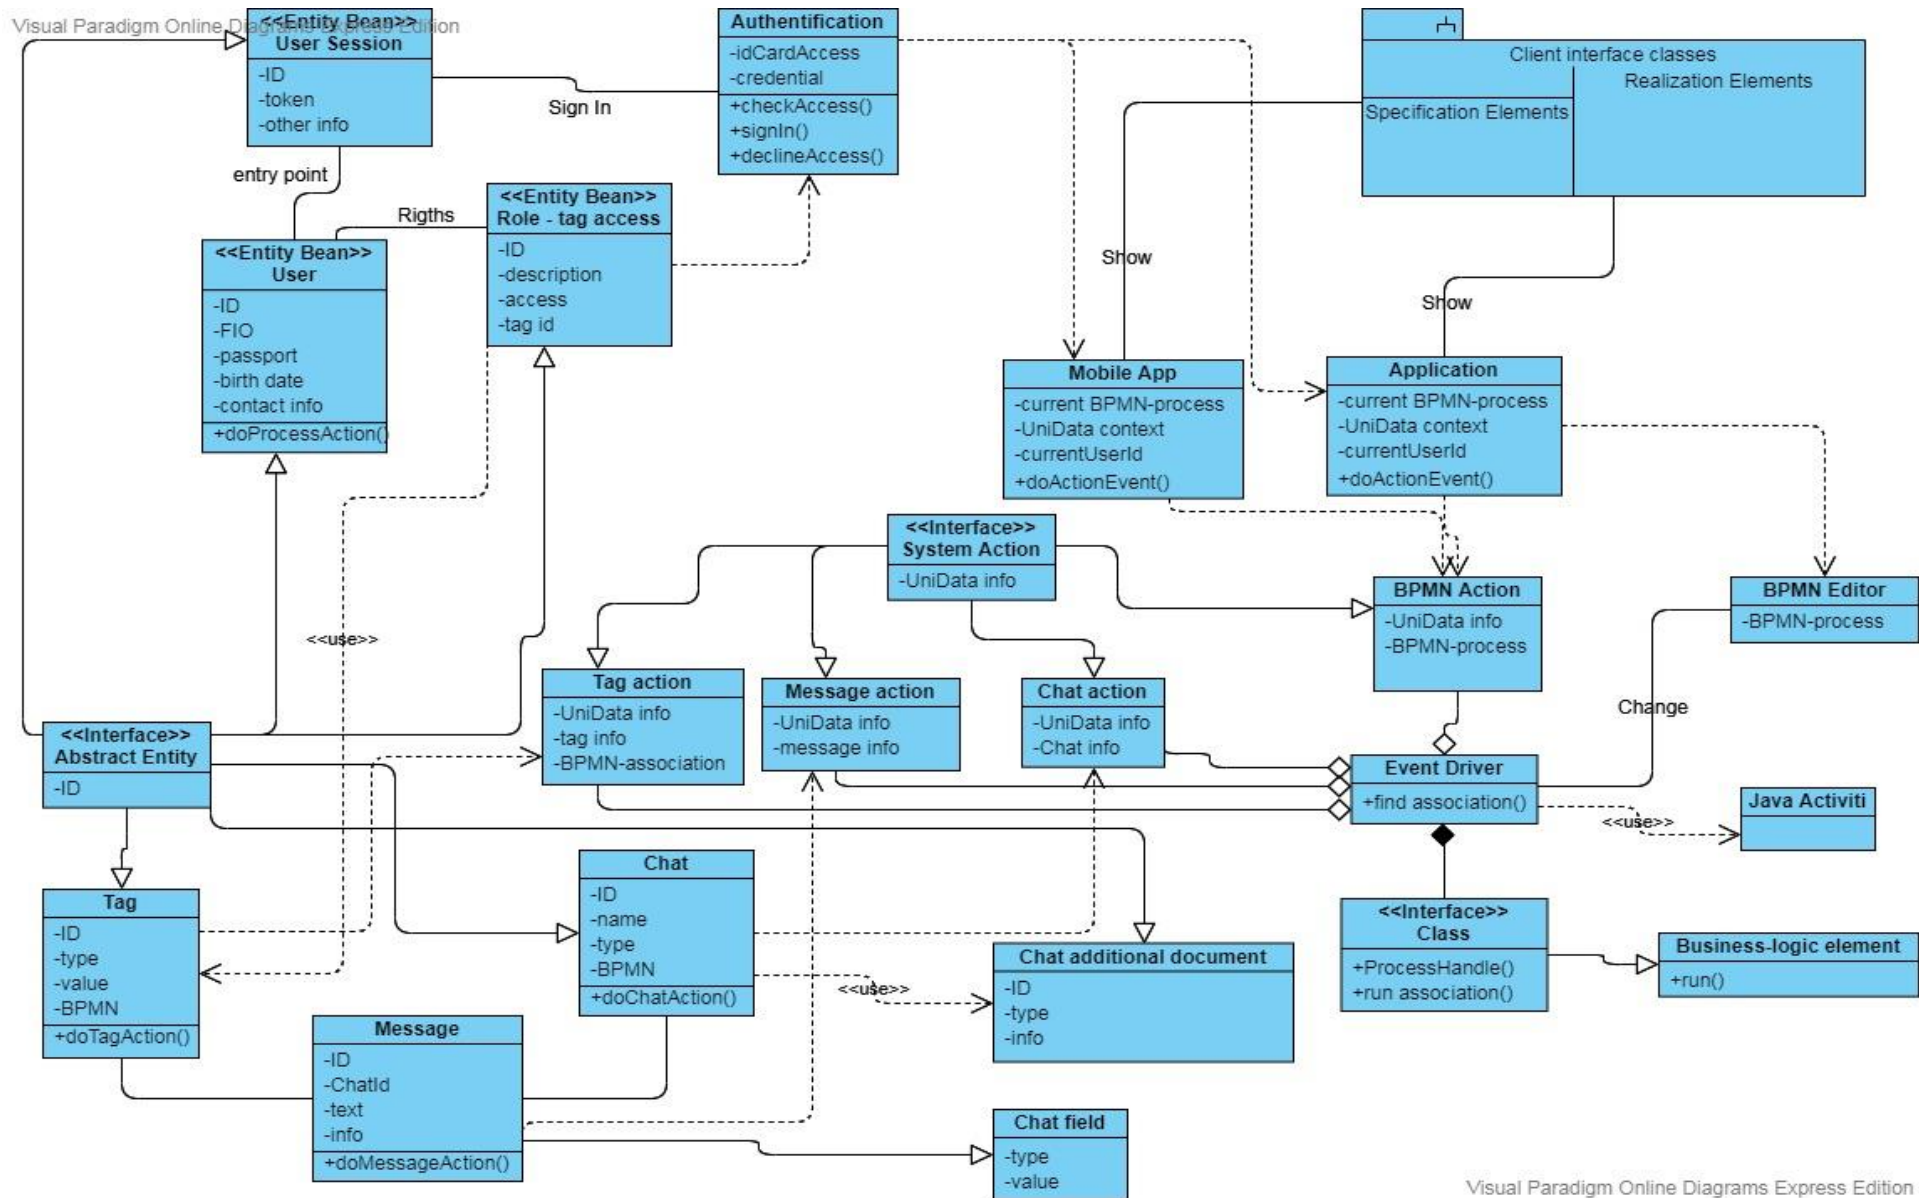 Visual Paradigm Online Diagrams Express Edition
<<Entity Bean>>
User Session
-ID
-token
-other info
Sign In
Authentification
-idCardAccess
-credential
+checkAccess()
+signIn()
+declineAccess()
Client interface classes
Realization Elements
Specification Elements
entry point
Rigths
<<Entity Bean>>
Role - tag access
-ID
-description
-access
-tag id
<<Entity Bean>>
User
-ID
-FIO
-passport
-birth date
-contact info
+doProcessAction()
Show
Show
Mobile App
-current BPMN-process
-UniData context
-currentUserId
+doActionEvent()
Application
-current BPMN-process
-UniData context
-currentUserId
+doActionEvent()
<<Interface>>
System Action
-UniData info
BPMN Action
-UniData info
-BPMN-process
BPMN Editor
-BPMN-process
<<use>>
Tag action
-UniData info
-tag info
-BPMN-association
Message action
-UniData info
-message info
Chat action
-UniData info
-Chat info
Change
<<Interface>>
Abstract Entity
-ID
Event Driver
+find association()
<<use>>
Java Activiti
Tag
-ID
-type
-value
-BPMN
+doTagAction()
Chat
-ID
-name
-type
-BPMN
+doChatAction()
<<use>>
Chat additional document
-ID
-type
-info
<<Interface>>
Class
+ProcessHandle()
+run association()
Business-logic element
+run()
Message
-ID
-ChatId
-text
-info
+doMessageAction()
Chat field
-type
-value
Visual Paradigm Online Diagrams Express Edition